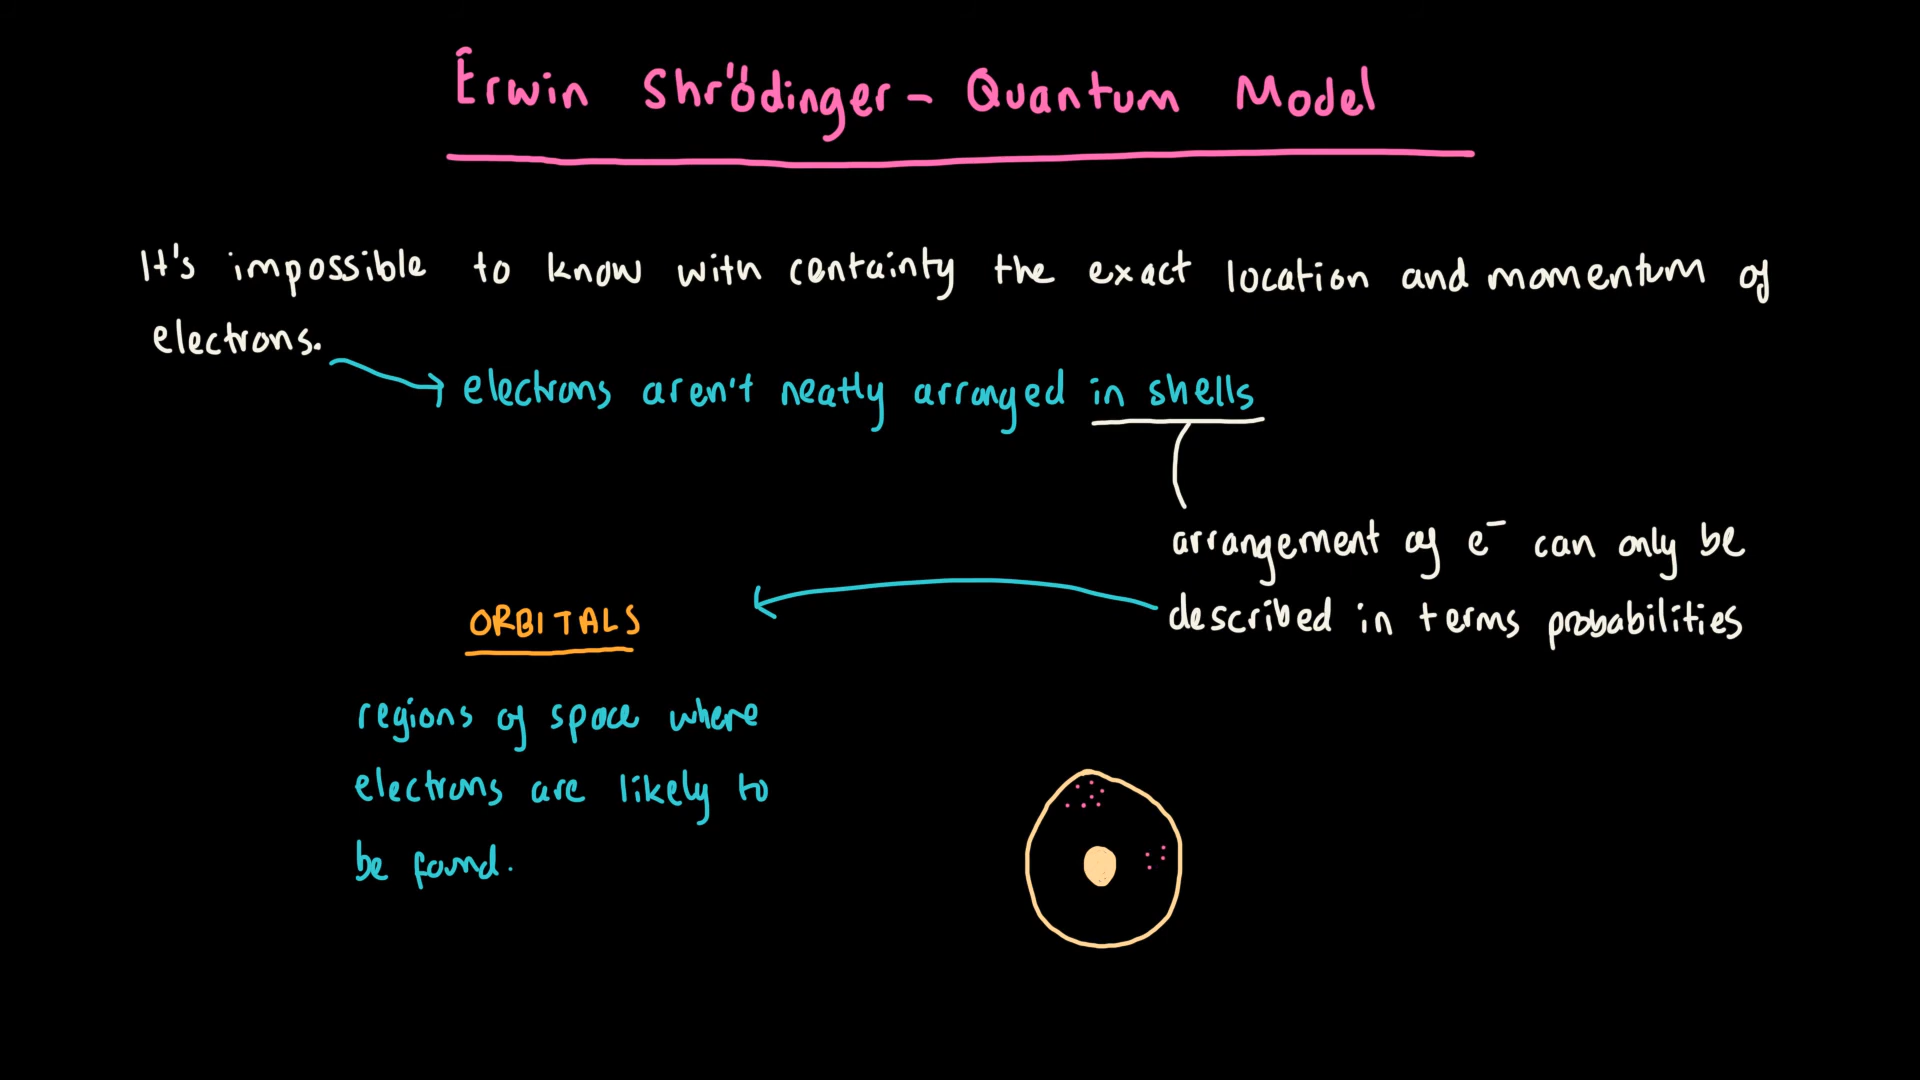 Erwin Shrödinger - Quantum Model
It's impossible to know with certainty the exact location and momentum of
electrons.
electrons aren't neatly arranged in shells
arrangement of e⁻ can only be
described in terms probabilities
ORBITALS
regions of space where
electrons are likely to
be found.